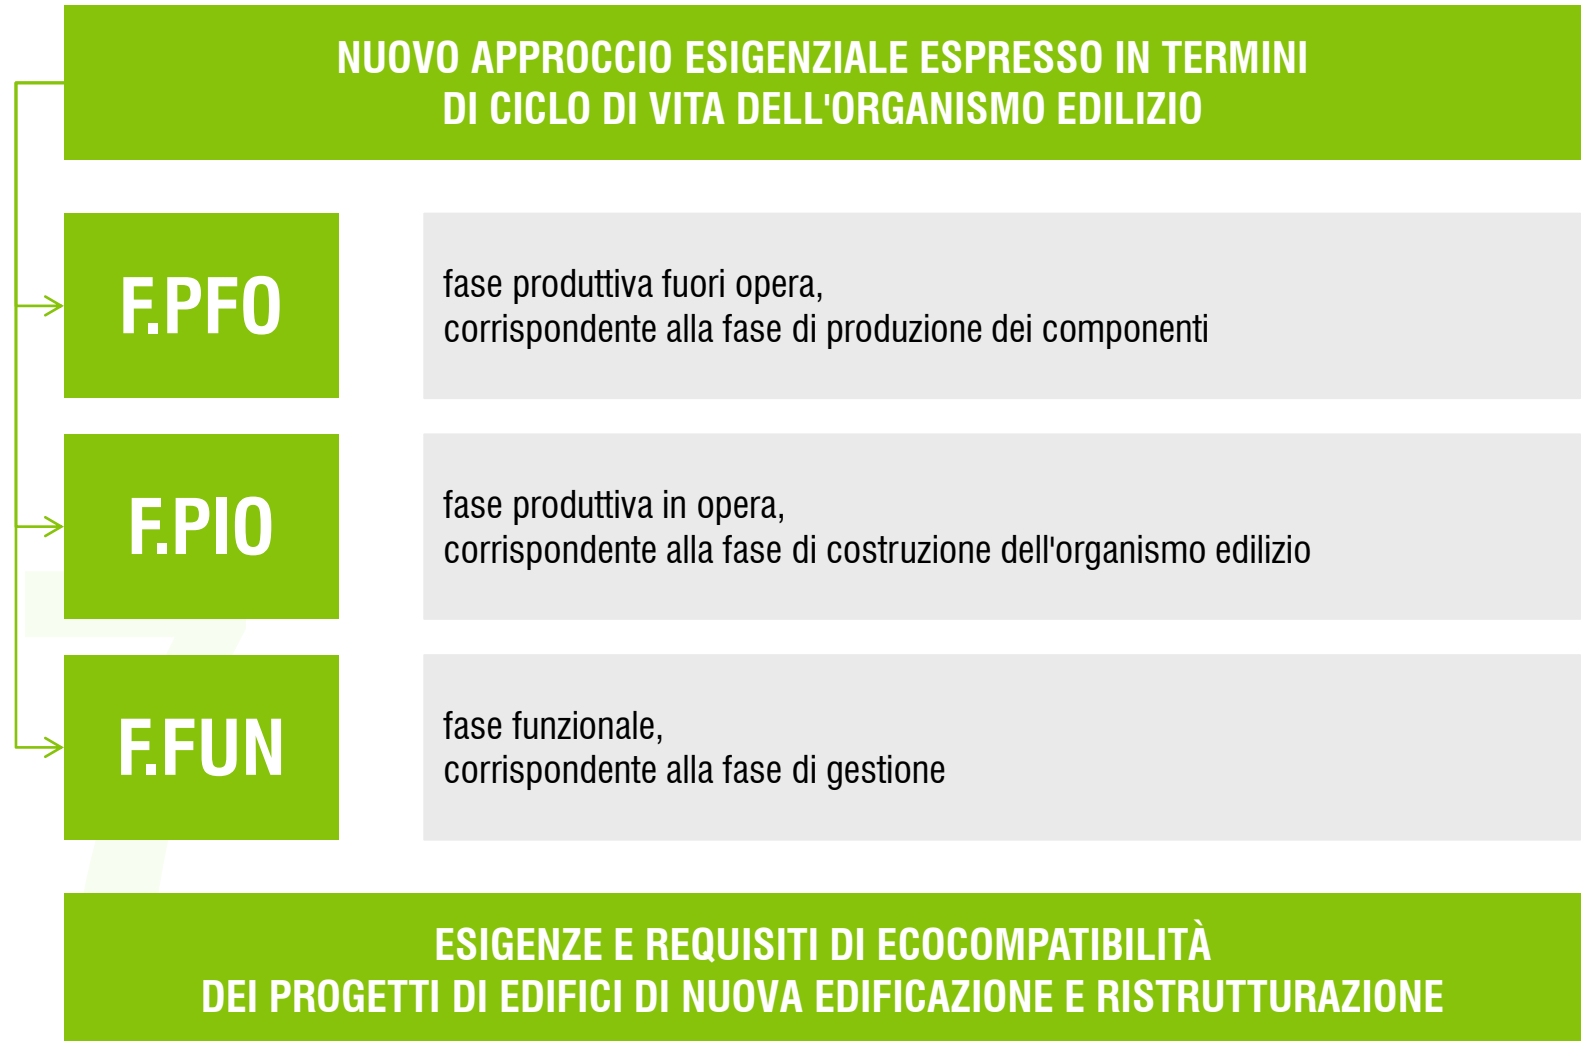 NUOVO APPROCCIO ESIGENZIALE ESPRESSO IN TERMINI
DI CICLO DI VITA DELL'ORGANISMO EDILIZIO
F.PFO
fase produttiva fuori opera,
corrispondente alla fase di produzione dei componenti
F.PIO
fase produttiva in opera,
corrispondente alla fase di costruzione dell'organismo edilizio
F.FUN
fase funzionale,
corrispondente alla fase di gestione
ESIGENZE E REQUISITI DI ECOCOMPATIBILITÀ
DEI PROGETTI DI EDIFICI DI NUOVA EDIFICAZIONE E RISTRUTTURAZIONE